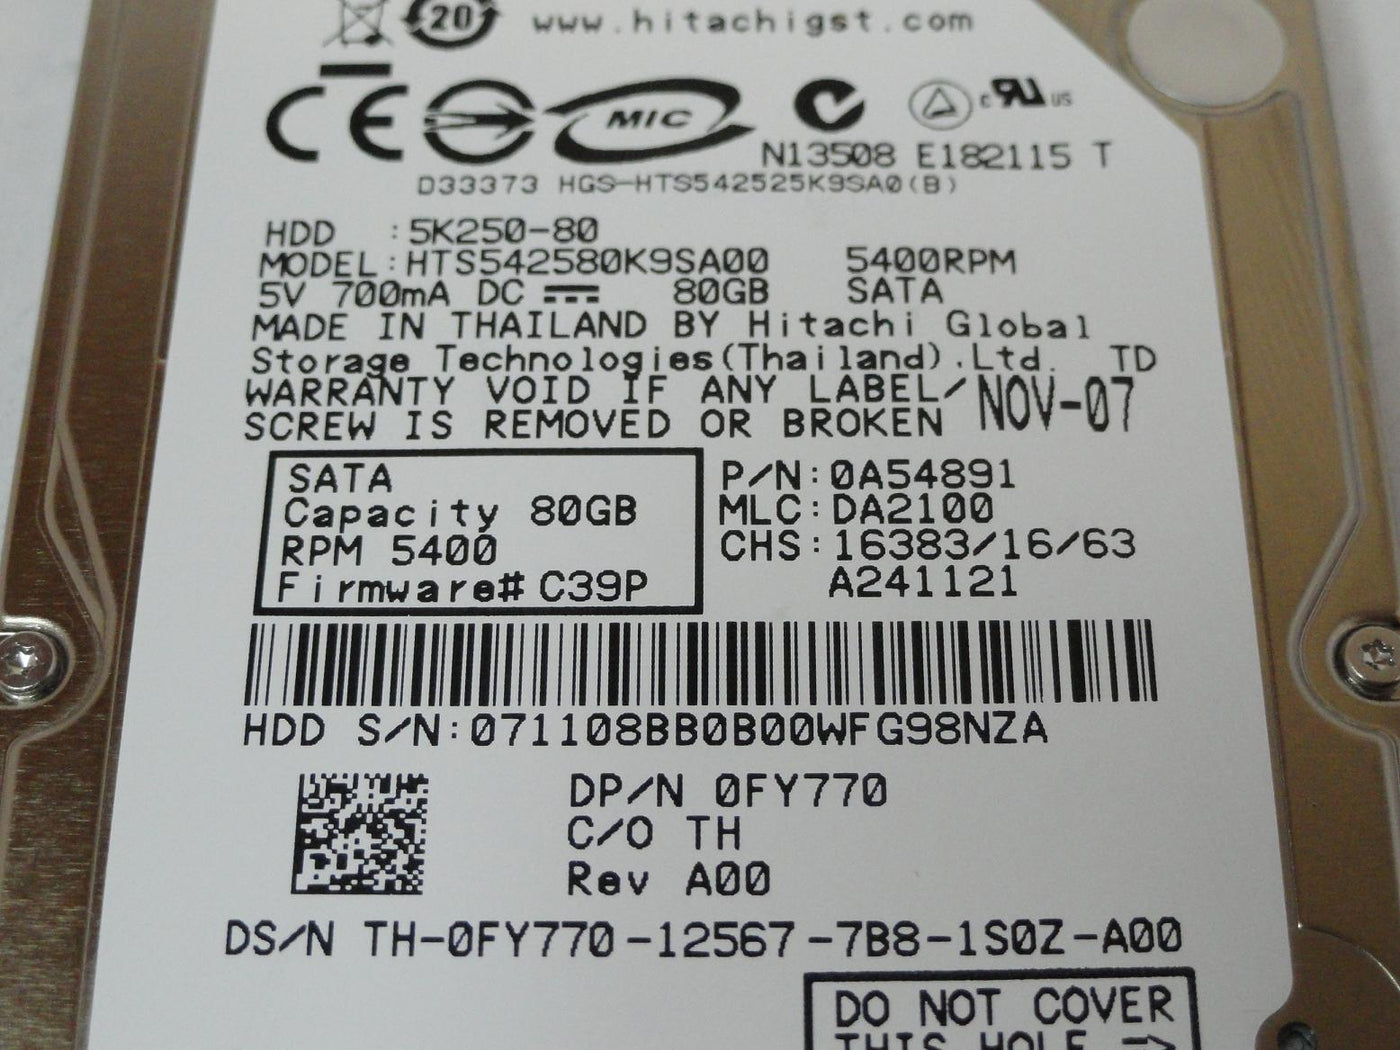 20 www.hitachigst.com
CE MIC c UR US
N13508 E182115 T
D33373 HGS-HTS542525K9SA0(B)
HDD :5K250-80
MODEL:HTS542580K9SA00 5400RPM
5V 700mA DC 80GB SATA
MADE IN THAILAND BY Hitachi Global
Storage Technologies(Thailand).Ltd. TD
WARRANTY VOID IF ANY LABEL/ NOV-07
SCREW IS REMOVED OR BROKEN
SATA
Capacity 80GB
RPM 5400
Firmware# C39P
P/N:0A54891
MLC:DA2100
CHS:16383/16/63
A241121
HDD S/N:071108BB0B00WFG98NZA
DP/N 0FY770
C/O TH
Rev A00
DS/N TH-0FY770-12567-7B8-1S0Z-A00
DO NOT COVER
THIS HOLE →